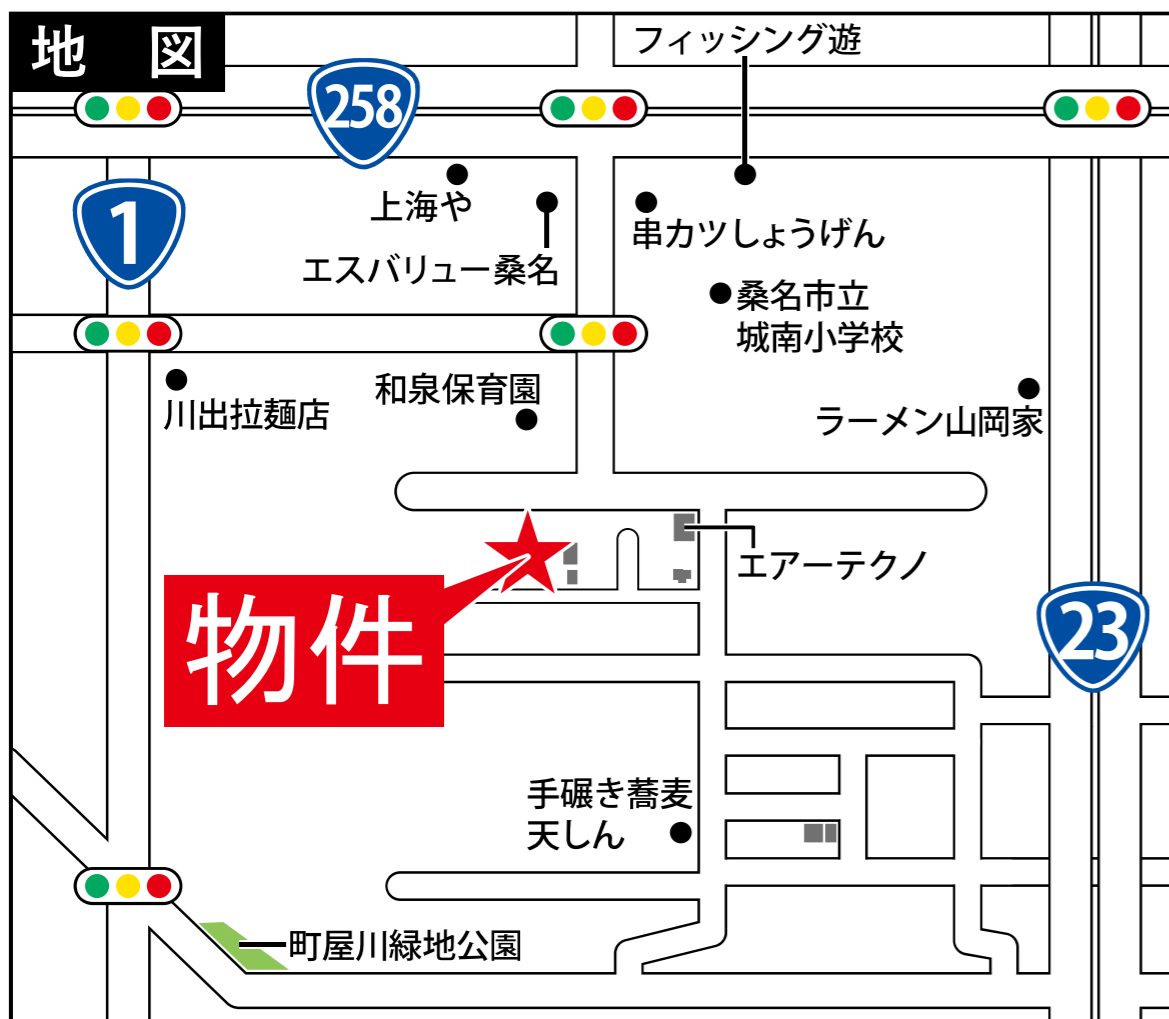 地 図
フィッシング遊
258
上海や
1
串カツしょうげん
エスバリュー桑名
桑名市立
城南小学校
和泉保育園
川出拉麺店
ラーメン山岡家
エアーテクノ
物件
23
手碾き蕎麦
天しん
町屋川緑地公園